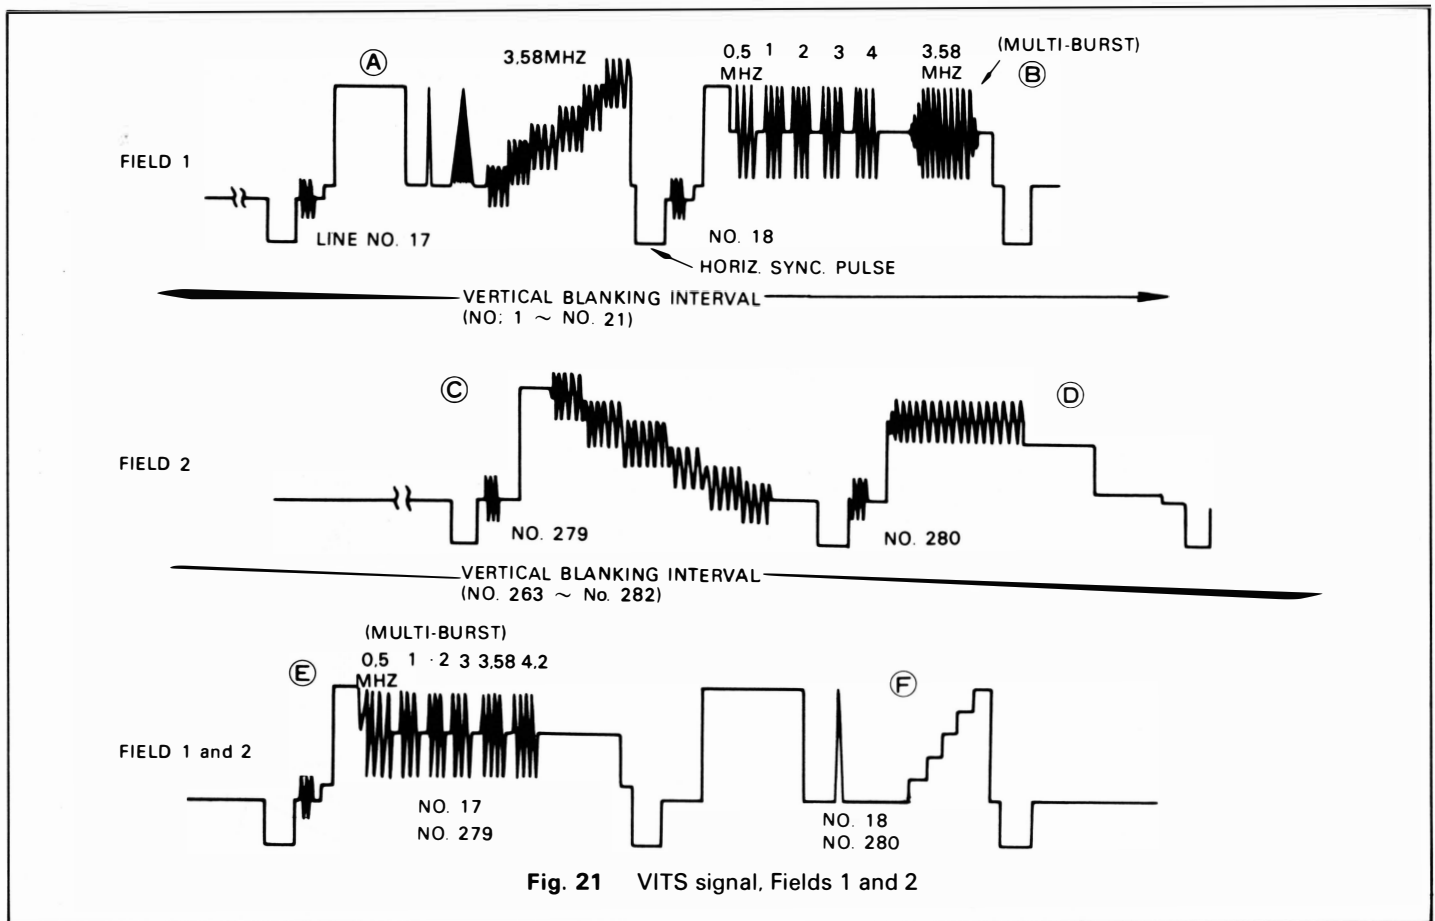 Ⓐ
3,58MHZ
0,5 1 2 3 4 3.58
MHZ MHZ
(MULTI-BURST)
Ⓑ
FIELD 1
LINE NO. 17
NO. 18
HORIZ. SYNC. PULSE
VERTICAL BLANKING INTERVAL
(NO; 1 ~ NO. 21)
Ⓒ
Ⓓ
FIELD 2
NO. 279
NO. 280
VERTICAL BLANKING INTERVAL
(NO. 263 ~ No. 282)
(MULTI-BURST)
Ⓔ
0,5 1 2 3 3,58 4,2
MHZ
Ⓕ
FIELD 1 and 2
NO. 17
NO. 279
NO. 18
NO. 280
Fig. 21 VITS signal, Fields 1 and 2